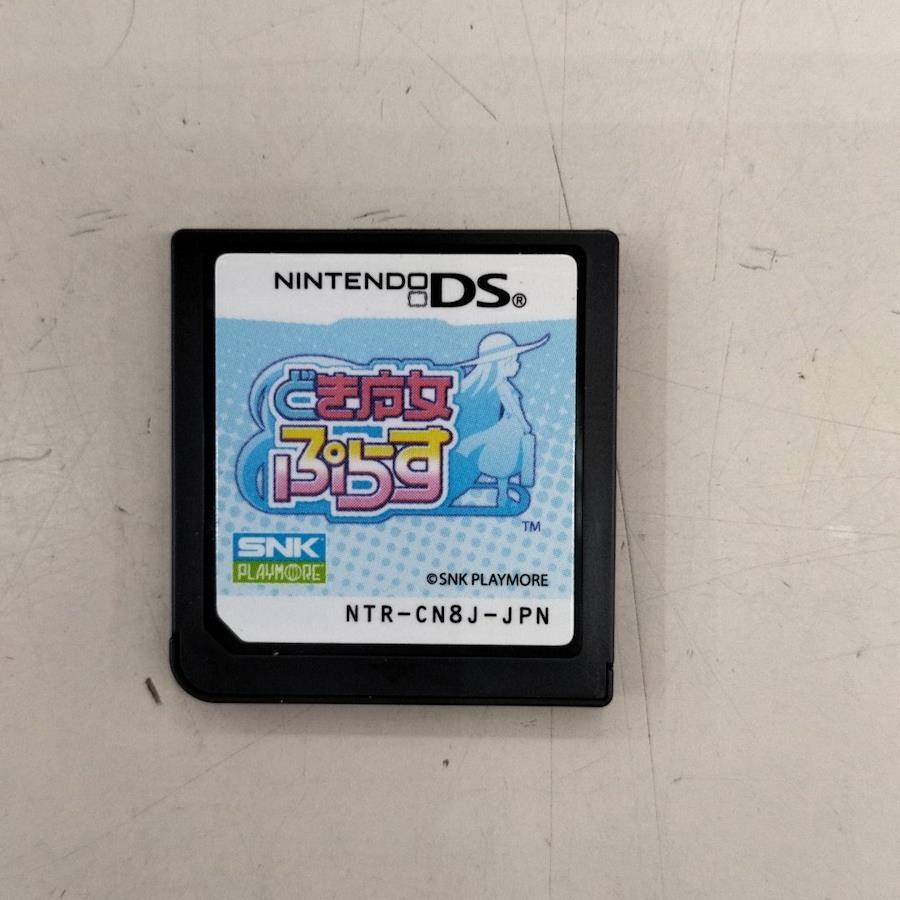 NINTENDO DS®
どき魔女
ぷらす
TM
SNK
PLAYMORE
©SNK PLAYMORE
NTR-CN8J-JPN